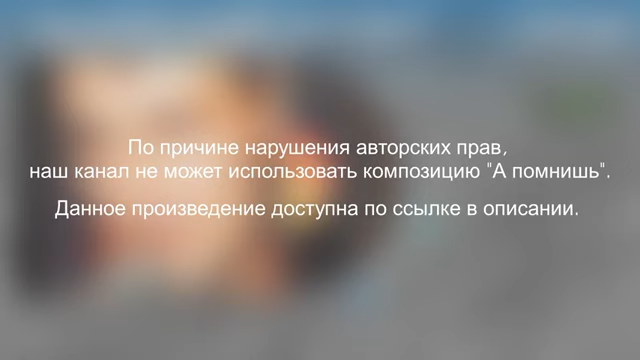 По причине нарушения авторских прав,
наш канал не может использовать композицию "А помнишь".
Данное произведение доступна по ссылке в описании.